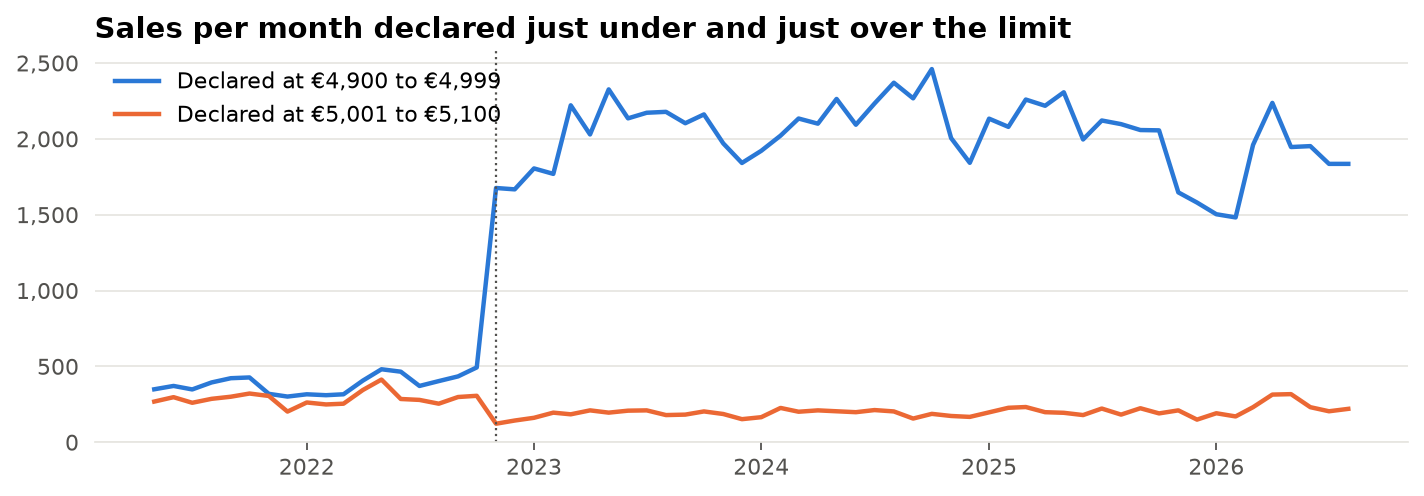 Sales per month declared just under and just over the limit
2,500
Declared at €4,900 to €4,999
Declared at €5,001 to €5,100
2,000
1,500
1,000
500
0
2022 2023 2024 2025 2026